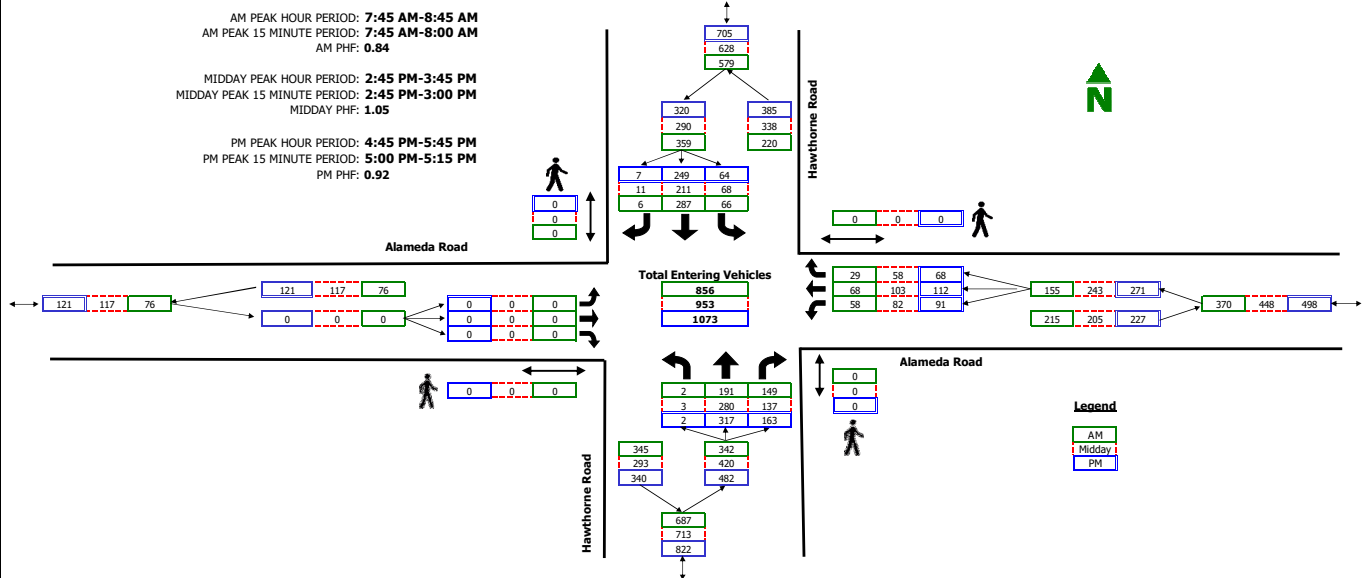 AM PEAK HOUR PERIOD: 7:45 AM-8:45 AM
AM PEAK 15 MINUTE PERIOD: 7:45 AM-8:00 AM
AM PHF: 0.84
MIDDAY PEAK HOUR PERIOD: 2:45 PM-3:45 PM
MIDDAY PEAK 15 MINUTE PERIOD: 2:45 PM-3:00 PM
MIDDAY PHF: 1.05
PM PEAK HOUR PERIOD: 4:45 PM-5:45 PM
PM PEAK 15 MINUTE PERIOD: 5:00 PM-5:15 PM
PM PHF: 0.92
705
628
579
320
290
359
385
338
220
7 249 64
11 211 68
6 287 66
Hawthorne Road
N
0
0
0
Alameda Road
0 0 0
121 117 76
121 117 76
0 0 0
0 0 0
0 0 0
0 0 0
Total Entering Vehicles
856
953
1073
29 58 68
68 103 112
58 82 91
155 243 271
215 205 227
370 448 498
Alameda Road
0 0 0
2 191 149
3 280 137
2 317 163
345
293
340
342
420
482
687
713
822
Hawthorne Road
0
0
0
Legend
AM
Midday
PM